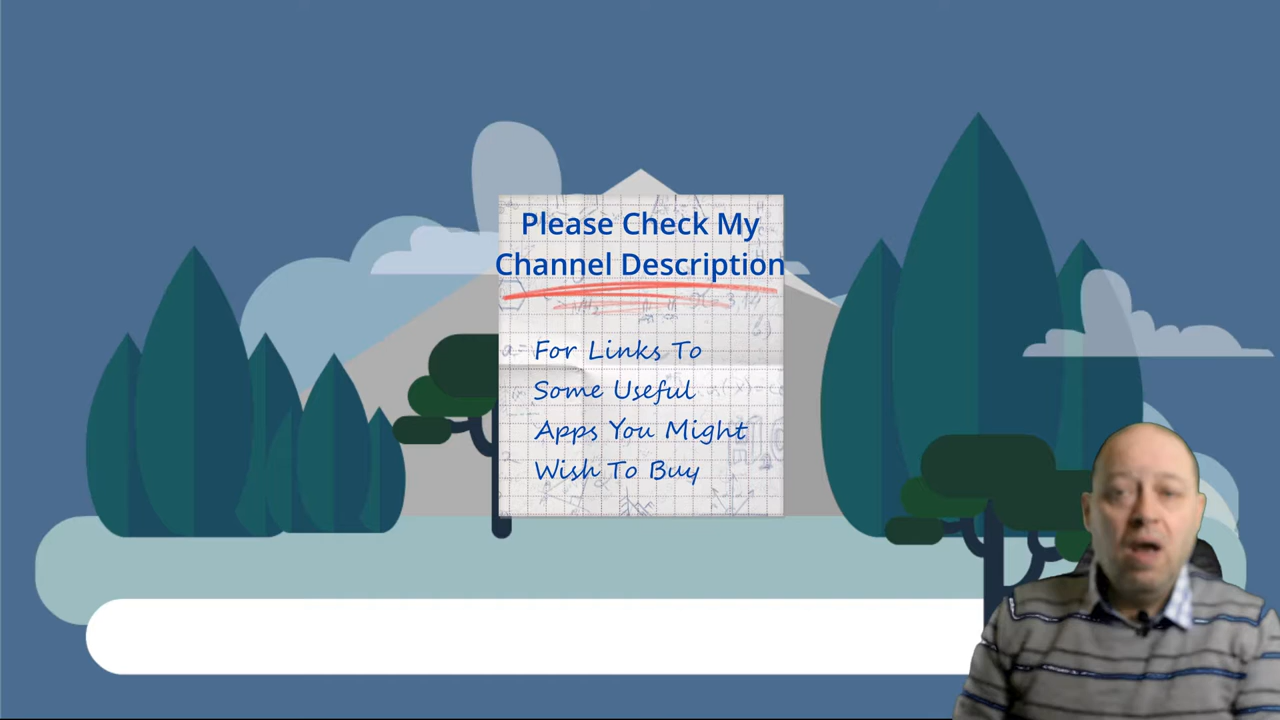 Please Check My
Channel Description
For Links To
Some Useful
Apps You Might
Wish To Buy